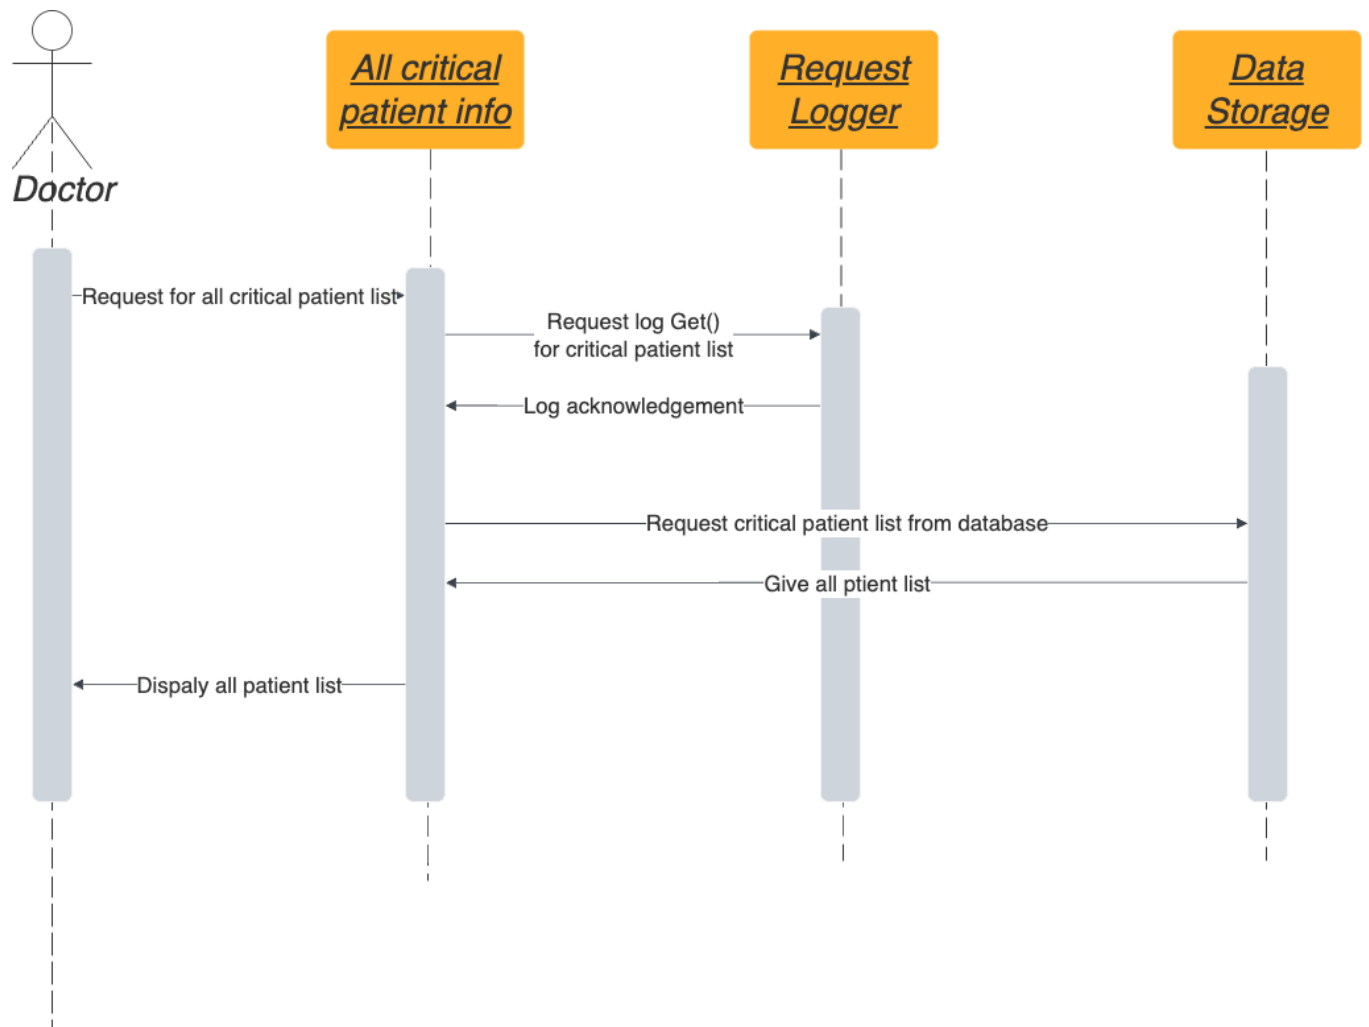 All critical
patient info
Request
Logger
Data
Storage
Doctor
Request for all critical patient list
Request log Get()
for critical patient list
Log acknowledgement
Request critical patient list from database
Give all ptient list
Dispaly all patient list